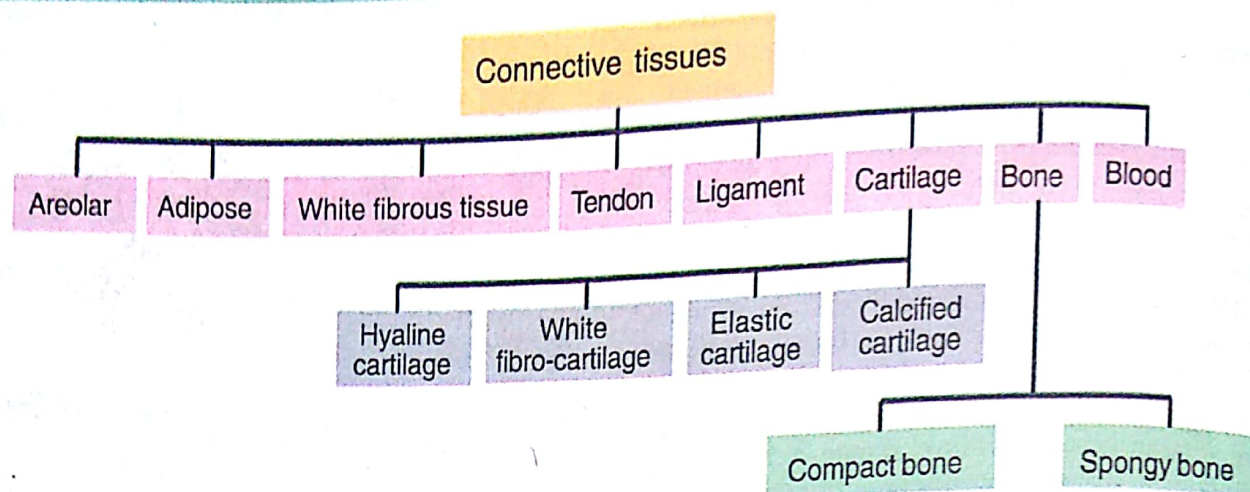 Connective tissues
Areolar
Adipose
White fibrous tissue
Tendon
Ligament
Cartilage
Bone
Blood
Hyaline
cartilage
White
fibro-cartilage
Elastic
cartilage
Calcified
cartilage
Compact bone
Spongy bone